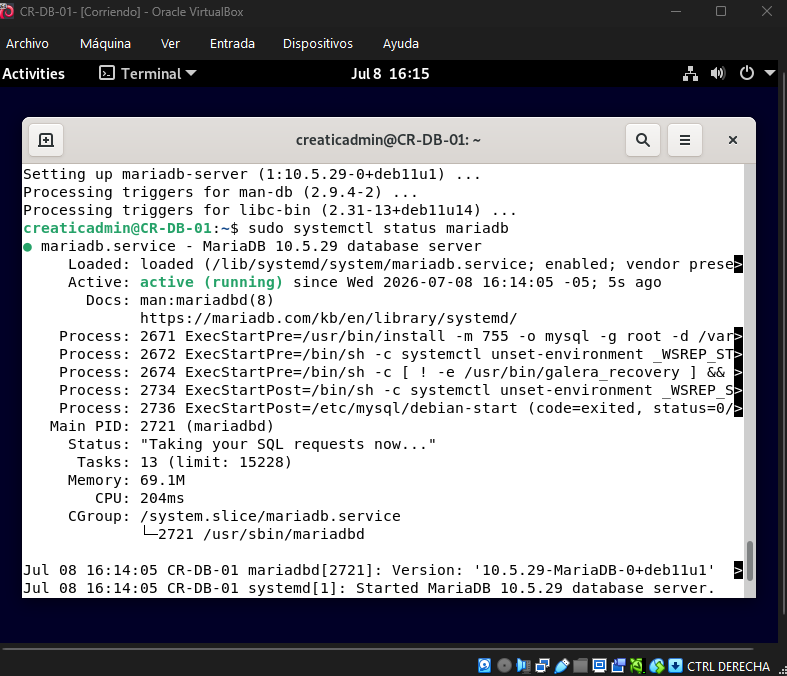 CR-DB-01- [Corriendo] - Oracle VirtualBox
Archivo Máquina Ver Entrada Dispositivos Ayuda
Activities Terminal Jul 8 16:15
creaticadmin@CR-DB-01: ~
Setting up mariadb-server (1:10.5.29-0+deb11u1) ...
Processing triggers for man-db (2.9.4-2) ...
Processing triggers for libc-bin (2.31-13+deb11u14) ...
creaticadmin@CR-DB-01:~$ sudo systemctl status mariadb
● mariadb.service - MariaDB 10.5.29 database server
Loaded: loaded (/lib/systemd/system/mariadb.service; enabled; vendor prese>
Active: active (running) since Wed 2026-07-08 16:14:05 -05; 5s ago
Docs: man:mariadbd(8)
https://mariadb.com/kb/en/library/systemd/
Process: 2671 ExecStartPre=/usr/bin/install -m 755 -o mysql -g root -d /var>
Process: 2672 ExecStartPre=/bin/sh -c systemctl unset-environment _WSREP_ST>
Process: 2674 ExecStartPre=/bin/sh -c [ ! -e /usr/bin/galera_recovery ] && >
Process: 2734 ExecStartPost=/bin/sh -c systemctl unset-environment _WSREP_S>
Process: 2736 ExecStartPost=/etc/mysql/debian-start (code=exited, status=0/>
Main PID: 2721 (mariadbd)
Status: "Taking your SQL requests now..."
Tasks: 13 (limit: 15228)
Memory: 69.1M
CPU: 204ms
CGroup: /system.slice/mariadb.service
└─2721 /usr/sbin/mariadbd
Jul 08 16:14:05 CR-DB-01 mariadbd[2721]: Version: '10.5.29-MariaDB-0+deb11u1' >
Jul 08 16:14:05 CR-DB-01 systemd[1]: Started MariaDB 10.5.29 database server.
CTRL DERECHA